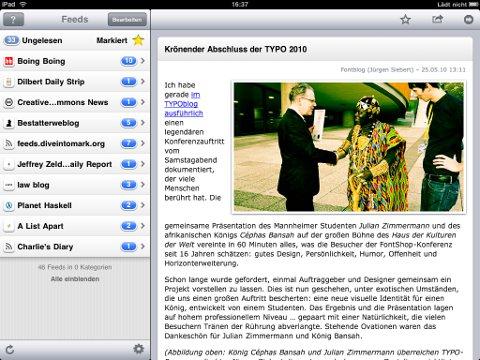 iPad
16:37
Lädt nicht
?
Feeds
Bearbeiten
33 Ungelesen Markiert
Boing Boing 10
Dilbert Daily Strip 1
Creative...mmons News 1
Bestatterweblog 2
feeds.diveintomark.org 1
Jeffrey Zeld...aily Report 1
law blog 3
Planet Haskell 2
A List Apart 2
Charlie's Diary 1
46 Feeds in 0 Kategorien
Alle einblenden
Krönender Abschluss der TYPO 2010
Fontblog (Jürgen Siebert) – 25.05.10 13:11
Ich habe
gerade im
TYPOblog
ausführlich
einen
legendären
Konferenzauftritt
vom
Samstagabend
dokumentiert,
der viele
Menschen
berührt hat. Die
gemeinsame Präsentation des Mannheimer Studenten Julian Zimmermann und des
afrikanischen Königs Céphas Bansah auf der großen Bühne des Haus der Kulturen
der Welt vereinte in 60 Minuten alles, was die Besucher der FontShop-Konferenz
seit 16 Jahren schätzen: gutes Design, Persönlichkeit, Humor, Offenheit und
Horizonterweiterung.
Schon lange wurde gefordert, einmal Auftraggeber und Designer gemeinsam ein
Projekt vorstellen zu lassen. Dies ist nun geschehen, unter exotischen Umständen,
die uns einen großen Auftritt bescherten: eine neue visuelle Identität für einen
König, entwickelt von einem Studenten. Das Ergebnis und die Präsentation lagen
auf hohem professionellem Niveau … gepaart mit einer Natürlichkeit, die vielen
Besuchern Tränen der Rührung abverlangte. Stehende Ovationen waren das
Dankeschön für Julian Zimmermann und König Bansah.
(Abbildung oben: König Céphas Bansah und Julian Zimmermann überreichen TYPO-